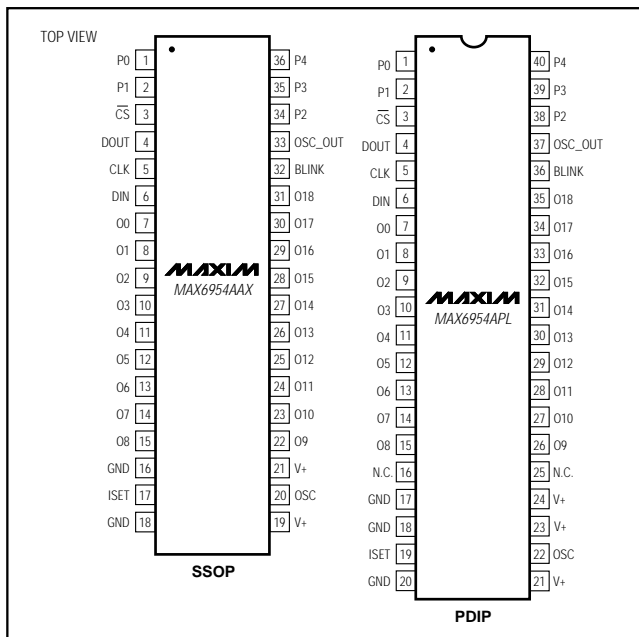 TOP VIEW
P0 1 36 P4
P1 2 35 P3
CS 3 34 P2
DOUT 4 33 OSC_OUT
CLK 5 32 BLINK
DIN 6 31 O18
O0 7 30 O17
O1 8 29 O16
O2 9 28 O15
O3 10 27 O14
O4 11 26 O13
O5 12 25 O12
O6 13 24 O11
O7 14 23 O10
O8 15 22 O9
GND 16 21 V+
ISET 17 20 OSC
GND 18 19 V+
MAXIM
MAX6954AAX
SSOP
P0 1 40 P4
P1 2 39 P3
CS 3 38 P2
DOUT 4 37 OSC_OUT
CLK 5 36 BLINK
DIN 6 35 O18
O0 7 34 O17
O1 8 33 O16
O2 9 32 O15
O3 10 31 O14
O4 11 30 O13
O5 12 29 O12
O6 13 28 O11
O7 14 27 O10
O8 15 26 O9
N.C. 16 25 N.C.
GND 17 24 V+
GND 18 23 V+
ISET 19 22 OSC
GND 20 21 V+
MAXIM
MAX6954APL
PDIP